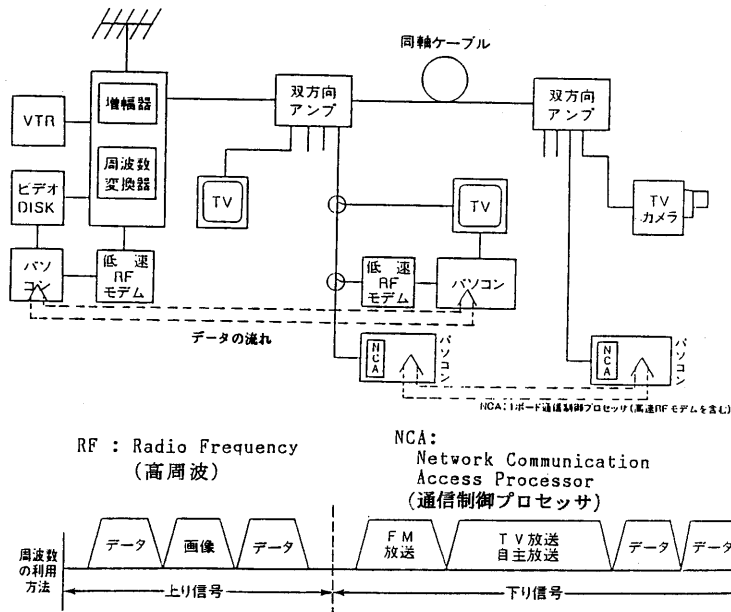 同軸ケーブル
増幅器
双方向
アンプ
双方向
アンプ
VTR
周波数
変換器
ビデオ
DISK
TV
TV
TV
カメラ
パソ
コン
低速
RF
モデム
低速
RF
モデム
パソコン
データの流れ
NCA
パソコン
NCA
パソコン
NCA:1ボード通信制御プロセッサ(高速RFモデムを含む)
RF : Radio Frequency
(高周波)
NCA:
Network Communication
Access Processor
(通信制御プロセッサ)
周波数
の利用
方法
データ
画像
データ
FM
放送
TV放送
自主放送
データ
データ
上り信号
下り信号